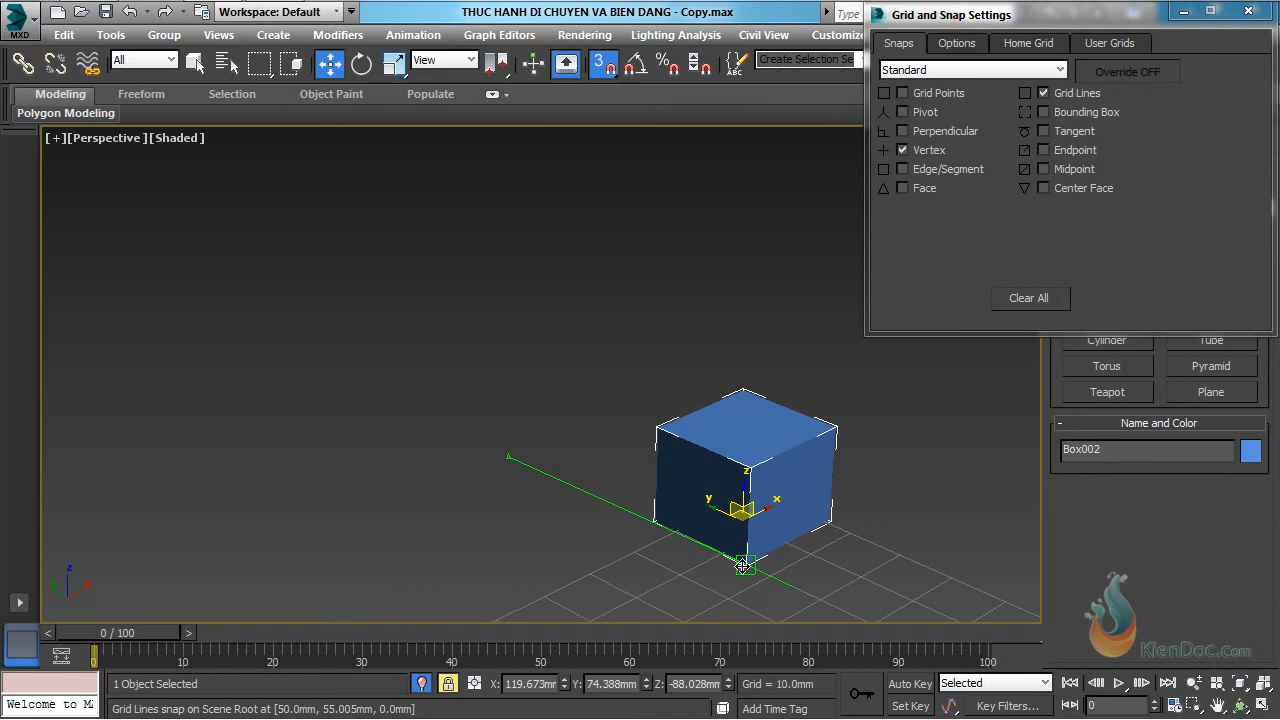 THUC HANH DI CHUYEN VA BIEN DANG - Copy.max
Workspace: Default
Type
MXD
Edit Tools Group Views Create Modifiers Animation Graph Editors Rendering Civil View Lighting Analysis Customiz
All
View
3
ABC
Create Selection Se
Modeling Freeform Selection Object Paint Populate
Polygon Modeling
[+][Perspective][Shaded]
Grid and Snap Settings
Snaps Options Home Grid User Grids
Standard
Override OFF
Grid Points Grid Lines
Pivot Bounding Box
Perpendicular Tangent
Vertex Endpoint
Edge/Segment Midpoint
Face Center Face
Clear All
Cylinder Tube
Torus Pyramid
Teapot Plane
- Name and Color
Box002
z
y x
z
y x
KienDoc.com
< 0 / 100 >
0 10 20 30 40 50 60 70 80 90 100
1 Object Selected
X: 119.673mm Y: 74.388mm Z: -88.028mm
Grid = 10.0mm
Auto Key
Selected
Welcome to M
Grid Lines snap on Scene Root at [50.0mm, 55.005mm, 0.0mm]
Add Time Tag
Set Key
Key Filters...
0